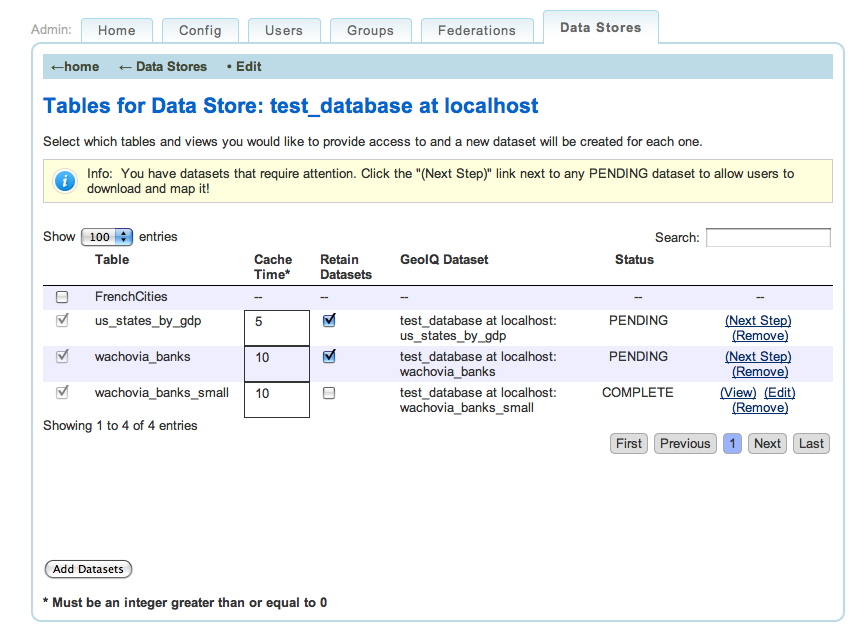 Admin: Home Config Users Groups Federations Data Stores
←home ← Data Stores • Edit
Tables for Data Store: test_database at localhost
Select which tables and views you would like to provide access to and a new dataset will be created for each one.
Info: You have datasets that require attention. Click the "(Next Step)" link next to any PENDING dataset to allow users to
download and map it!
Show 100 entries Search:
Table Cache Retain GeoIQ Dataset Status
Time* Datasets
FrenchCities -- -- -- -- --
us_states_by_gdp 5 test_database at localhost: PENDING (Next Step)
us_states_by_gdp (Remove)
wachovia_banks 10 test_database at localhost: PENDING (Next Step)
wachovia_banks (Remove)
wachovia_banks_small 10 test_database at localhost: COMPLETE (View) (Edit)
wachovia_banks_small (Remove)
Showing 1 to 4 of 4 entries
First Previous 1 Next Last
Add Datasets
* Must be an integer greater than or equal to 0